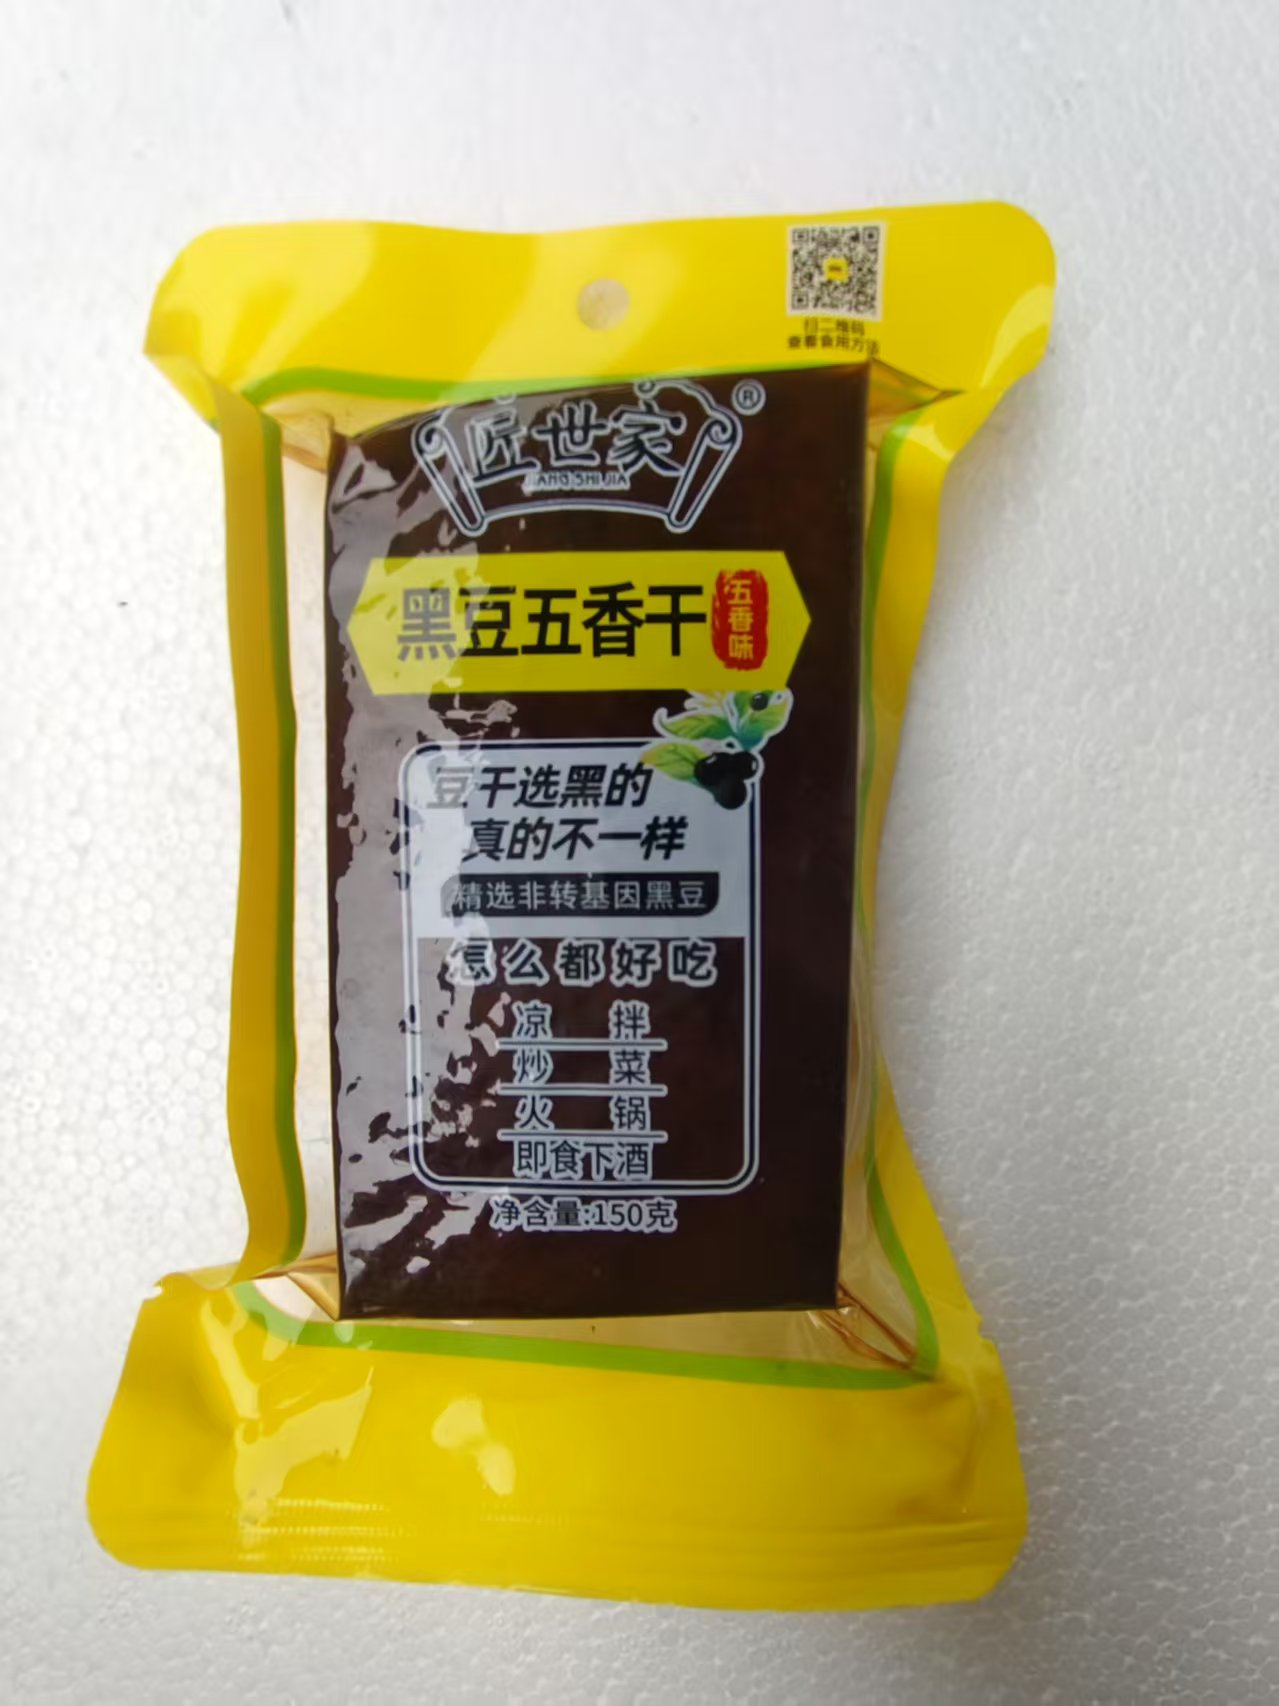 扫二维码
查看食用方法
匠世家®
JIANG SHI JIA
黑豆五香干
五香味
豆干选黑的
真的不一样
精选非转基因黑豆
怎么都好吃
凉 拌
炒 菜
火 锅
即食下酒
净含量:150克